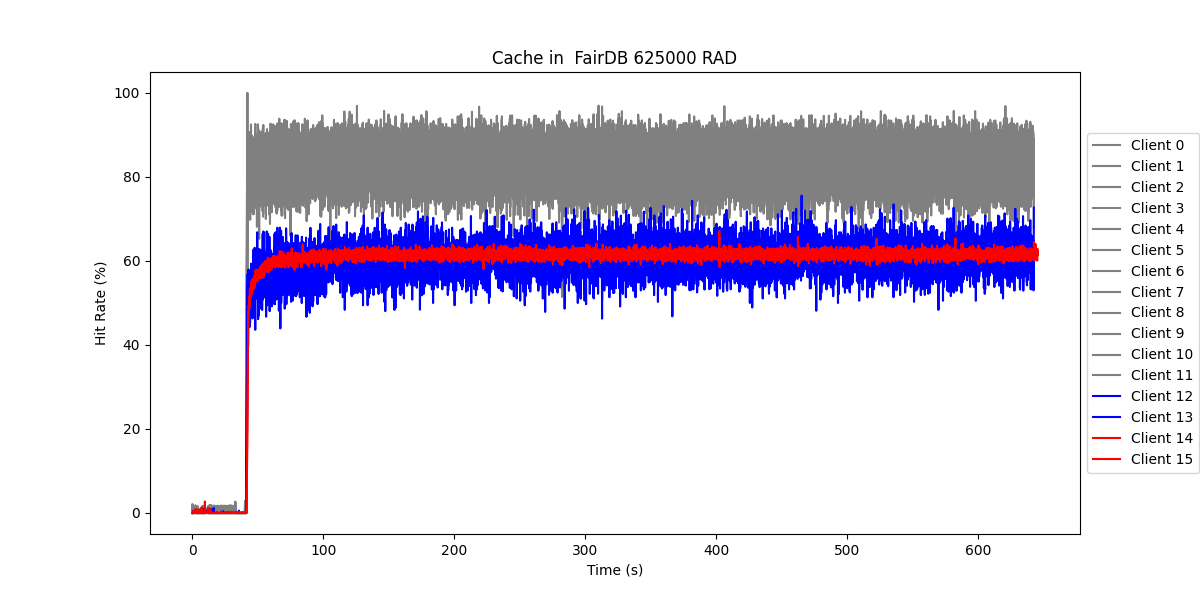 Cache in  FairDB 625000 RAD
Hit Rate (%)
100
80
60
40
20
0
0 100 200 300 400 500 600
Time (s)
Client 0
Client 1
Client 2
Client 3
Client 4
Client 5
Client 6
Client 7
Client 8
Client 9
Client 10
Client 11
Client 12
Client 13
Client 14
Client 15